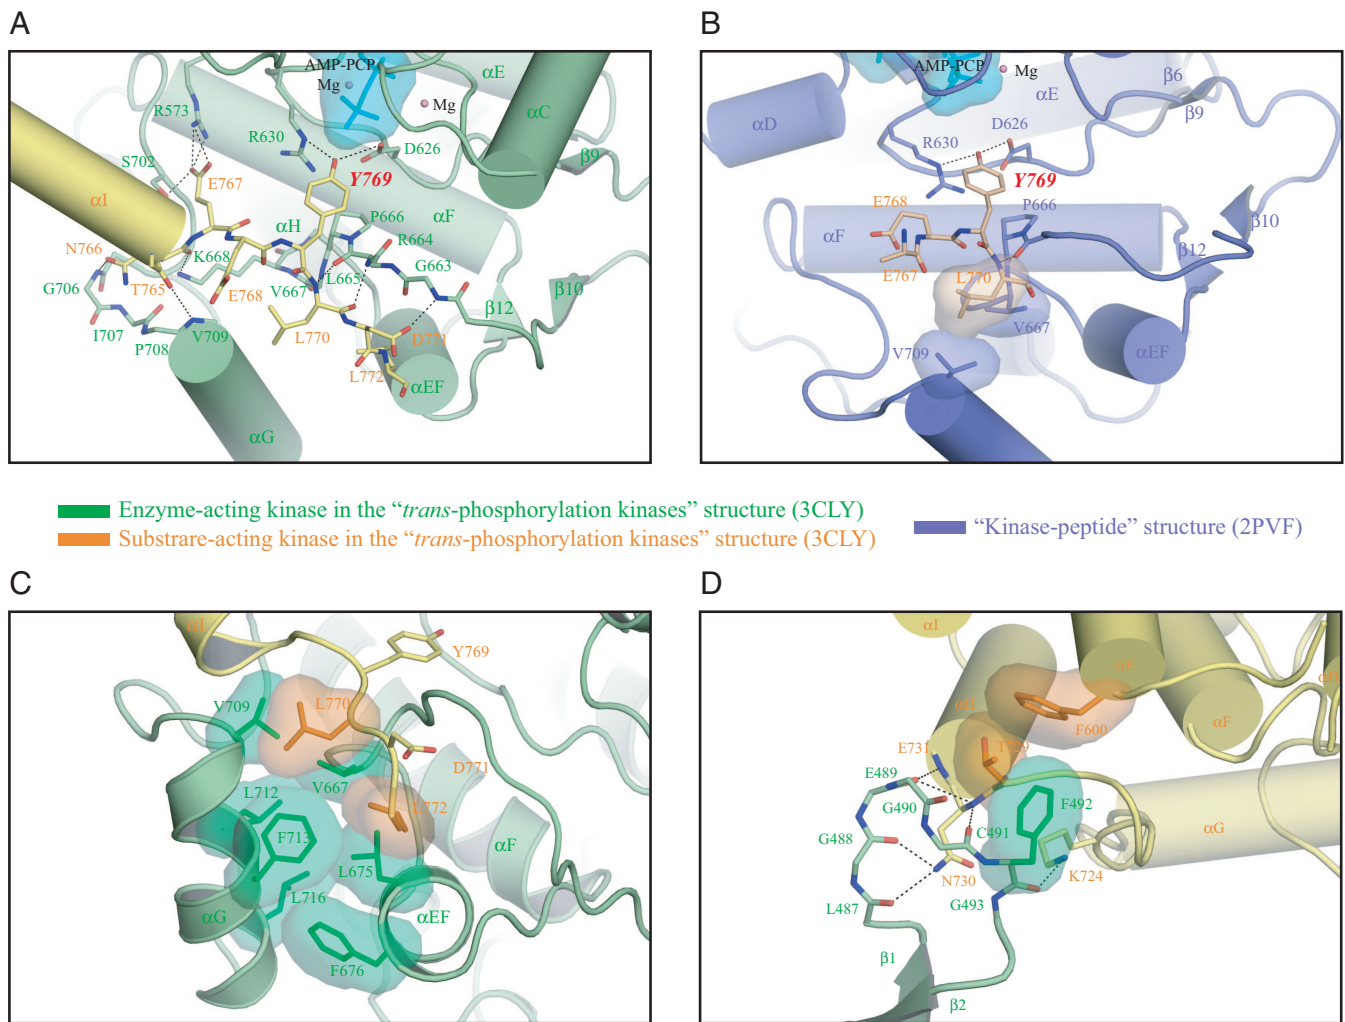 A
AMP-PCP
Mg
Mg
αE
αC
R573
R630
D626
β9
S702
E767
Y769
αI
αH
αF
P666
R664
N766
K668
G663
L665
G706
T765
E768
V667
β10
β12
I707
V709
L770
D771
P708
L772
αEF
αG
B
AMP-PCP
Mg
β6
αE
β9
αD
R630
D626
Y769
E768
P666
αF
β10
β12
E767
L770
V667
V709
αEF
Enzyme-acting kinase in the “trans-phosphorylation kinases” structure (3CLY)
Substrare-acting kinase in the “trans-phosphorylation kinases” structure (3CLY)
“Kinase-peptide” structure (2PVF)
C
αI
Y769
V709
L770
V667
D771
L712
L772
F713
αF
L675
L716
αG
αEF
F676
D
αI
F600
αF
E731
E489
G490
F492
G488
C491
αG
N730
K724
L487
G493
β1
β2